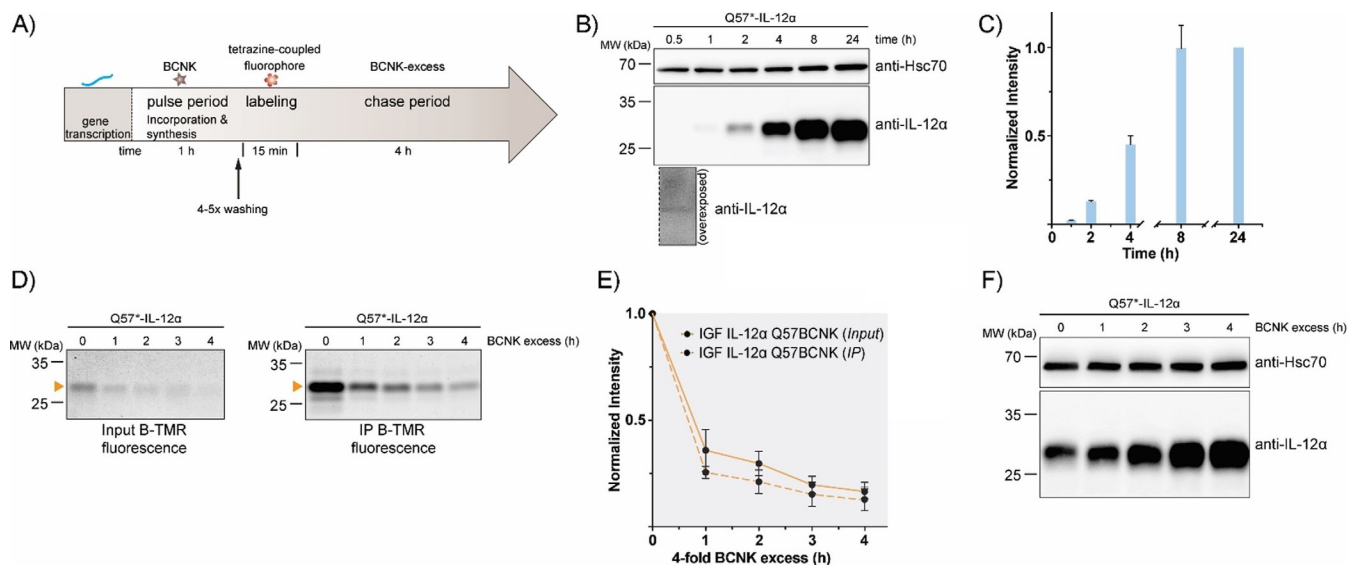 A)
BCNK
tetrazine-coupled
fluorophore
BCNK-excess
gene
transcription
pulse period
Incorporation &
synthesis
labeling
chase period
time
1 h
15 min
4 h
4-5x washing
B)
Q57*-IL-12α
MW (kDa)
0.5 1 2 4 8 24 time (h)
70
anti-Hsc70
35
anti-IL-12α
25
(overexposed)
anti-IL-12α
C)
Normalized Intensity
1.0
0.5
0 2 4 8 24
Time (h)
D)
Q57*-IL-12α
0 1 2 3 4
MW (kDa)
35
25
Input B-TMR
fluorescence
Q57*-IL-12α
0 1 2 3 4 BCNK excess (h)
MW (kDa)
35
25
IP B-TMR
fluorescence
E)
Normalized Intensity
1.0
0.5
IGF IL-12α Q57BCNK (Input)
IGF IL-12α Q57BCNK (IP)
0 1 2 3 4
4-fold BCNK excess (h)
F)
Q57*-IL-12α
0 1 2 3 4 BCNK excess (h)
MW (kDa)
70
anti-Hsc70
35
anti-IL-12α
25